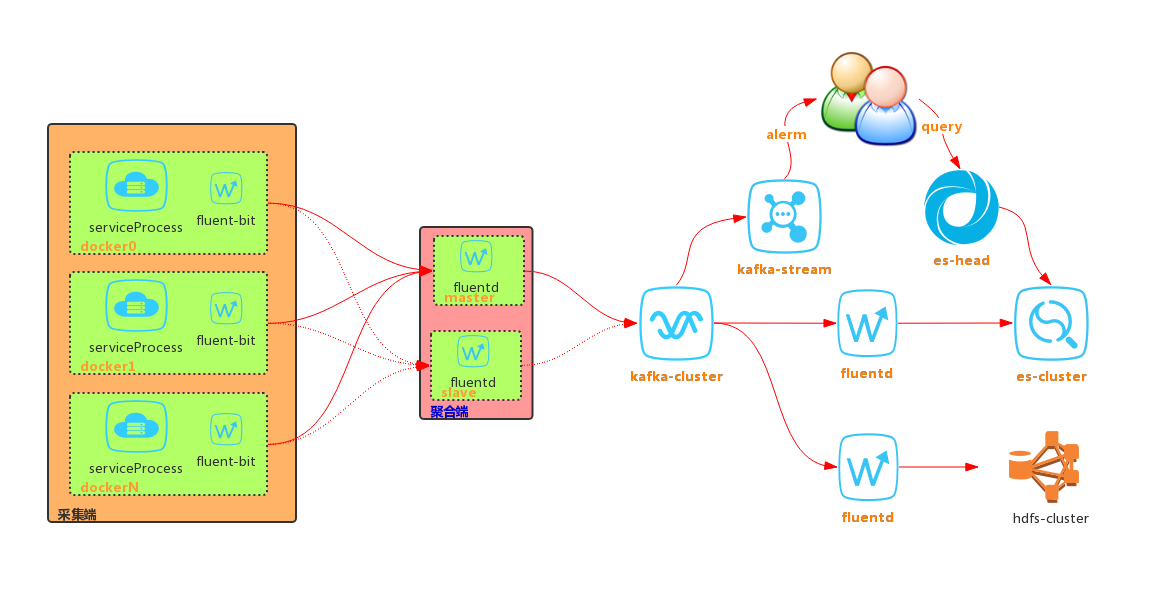 serviceProcess
fluent-bit
docker0
serviceProcess
fluent-bit
docker1
serviceProcess
fluent-bit
dockerN
采集端
fluentd
master
fluentd
slave
聚合端
kafka-cluster
alerm
query
kafka-stream
es-head
fluentd
es-cluster
fluentd
hdfs-cluster